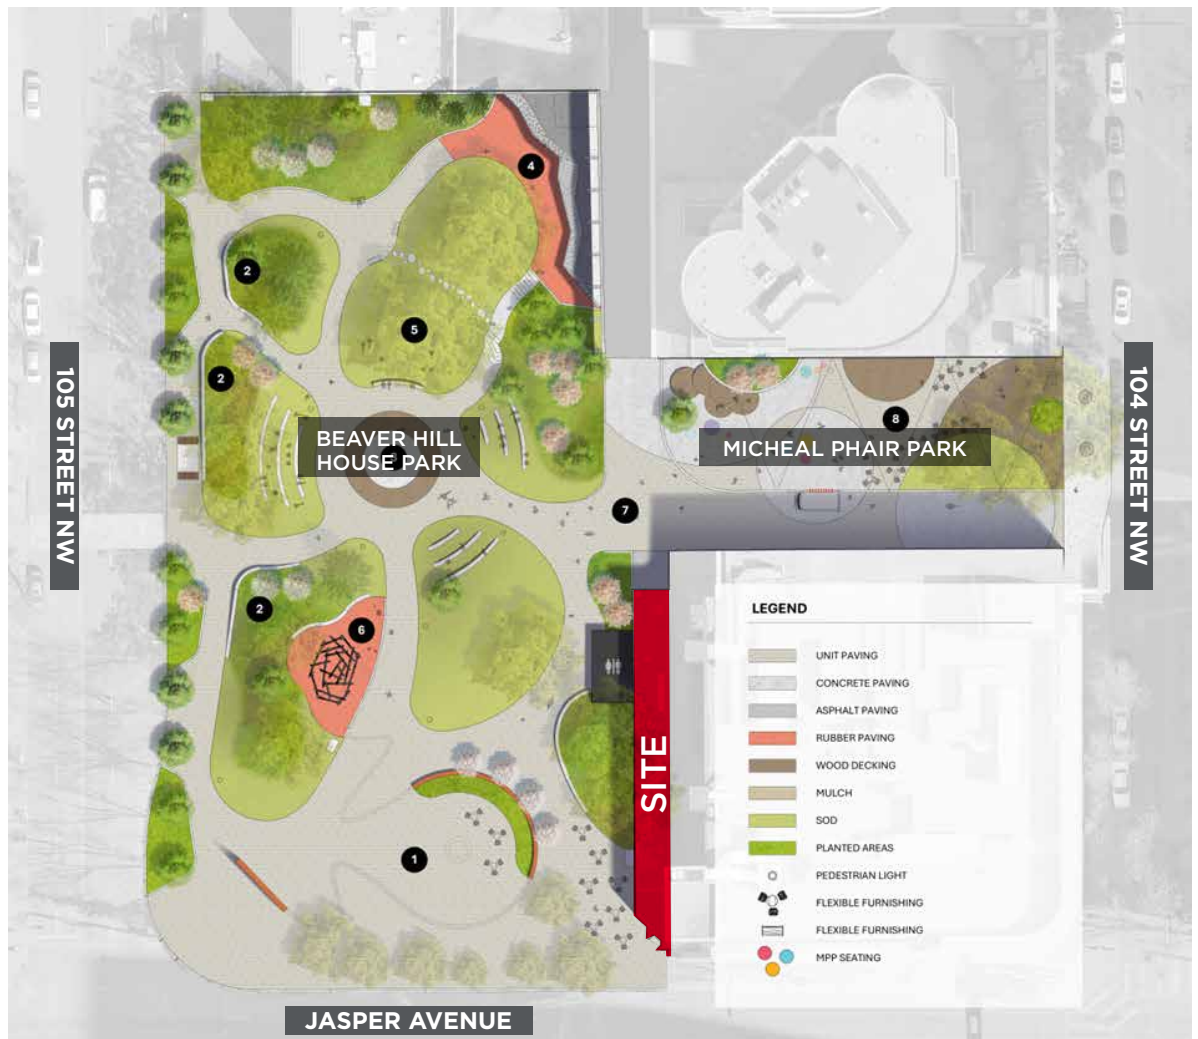 4
2
5
2
8
105 STREET NW
104 STREET NW
BEAVER HILL
HOUSE PARK
MICHEAL PHAIR PARK
7
2
6
SITE
1
LEGEND
UNIT PAVING
CONCRETE PAVING
ASPHALT PAVING
RUBBER PAVING
WOOD DECKING
MULCH
SOD
PLANTED AREAS
PEDESTRIAN LIGHT
FLEXIBLE FURNISHING
FLEXIBLE FURNISHING
MPP SEATING
JASPER AVENUE